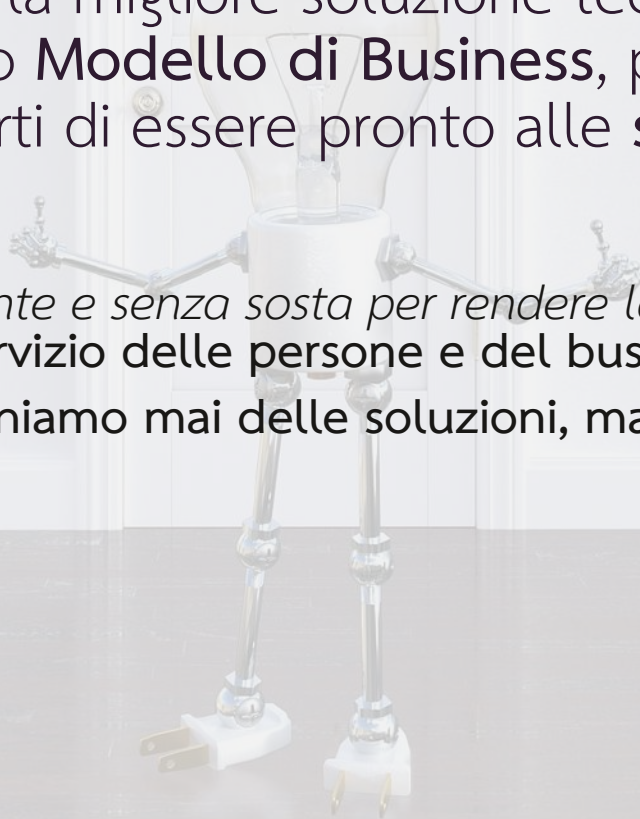 la migliore soluzione
Modello di Business,
di essere pronto alle
e senza sosta per rendere
delle persone e del
mai delle soluzioni,